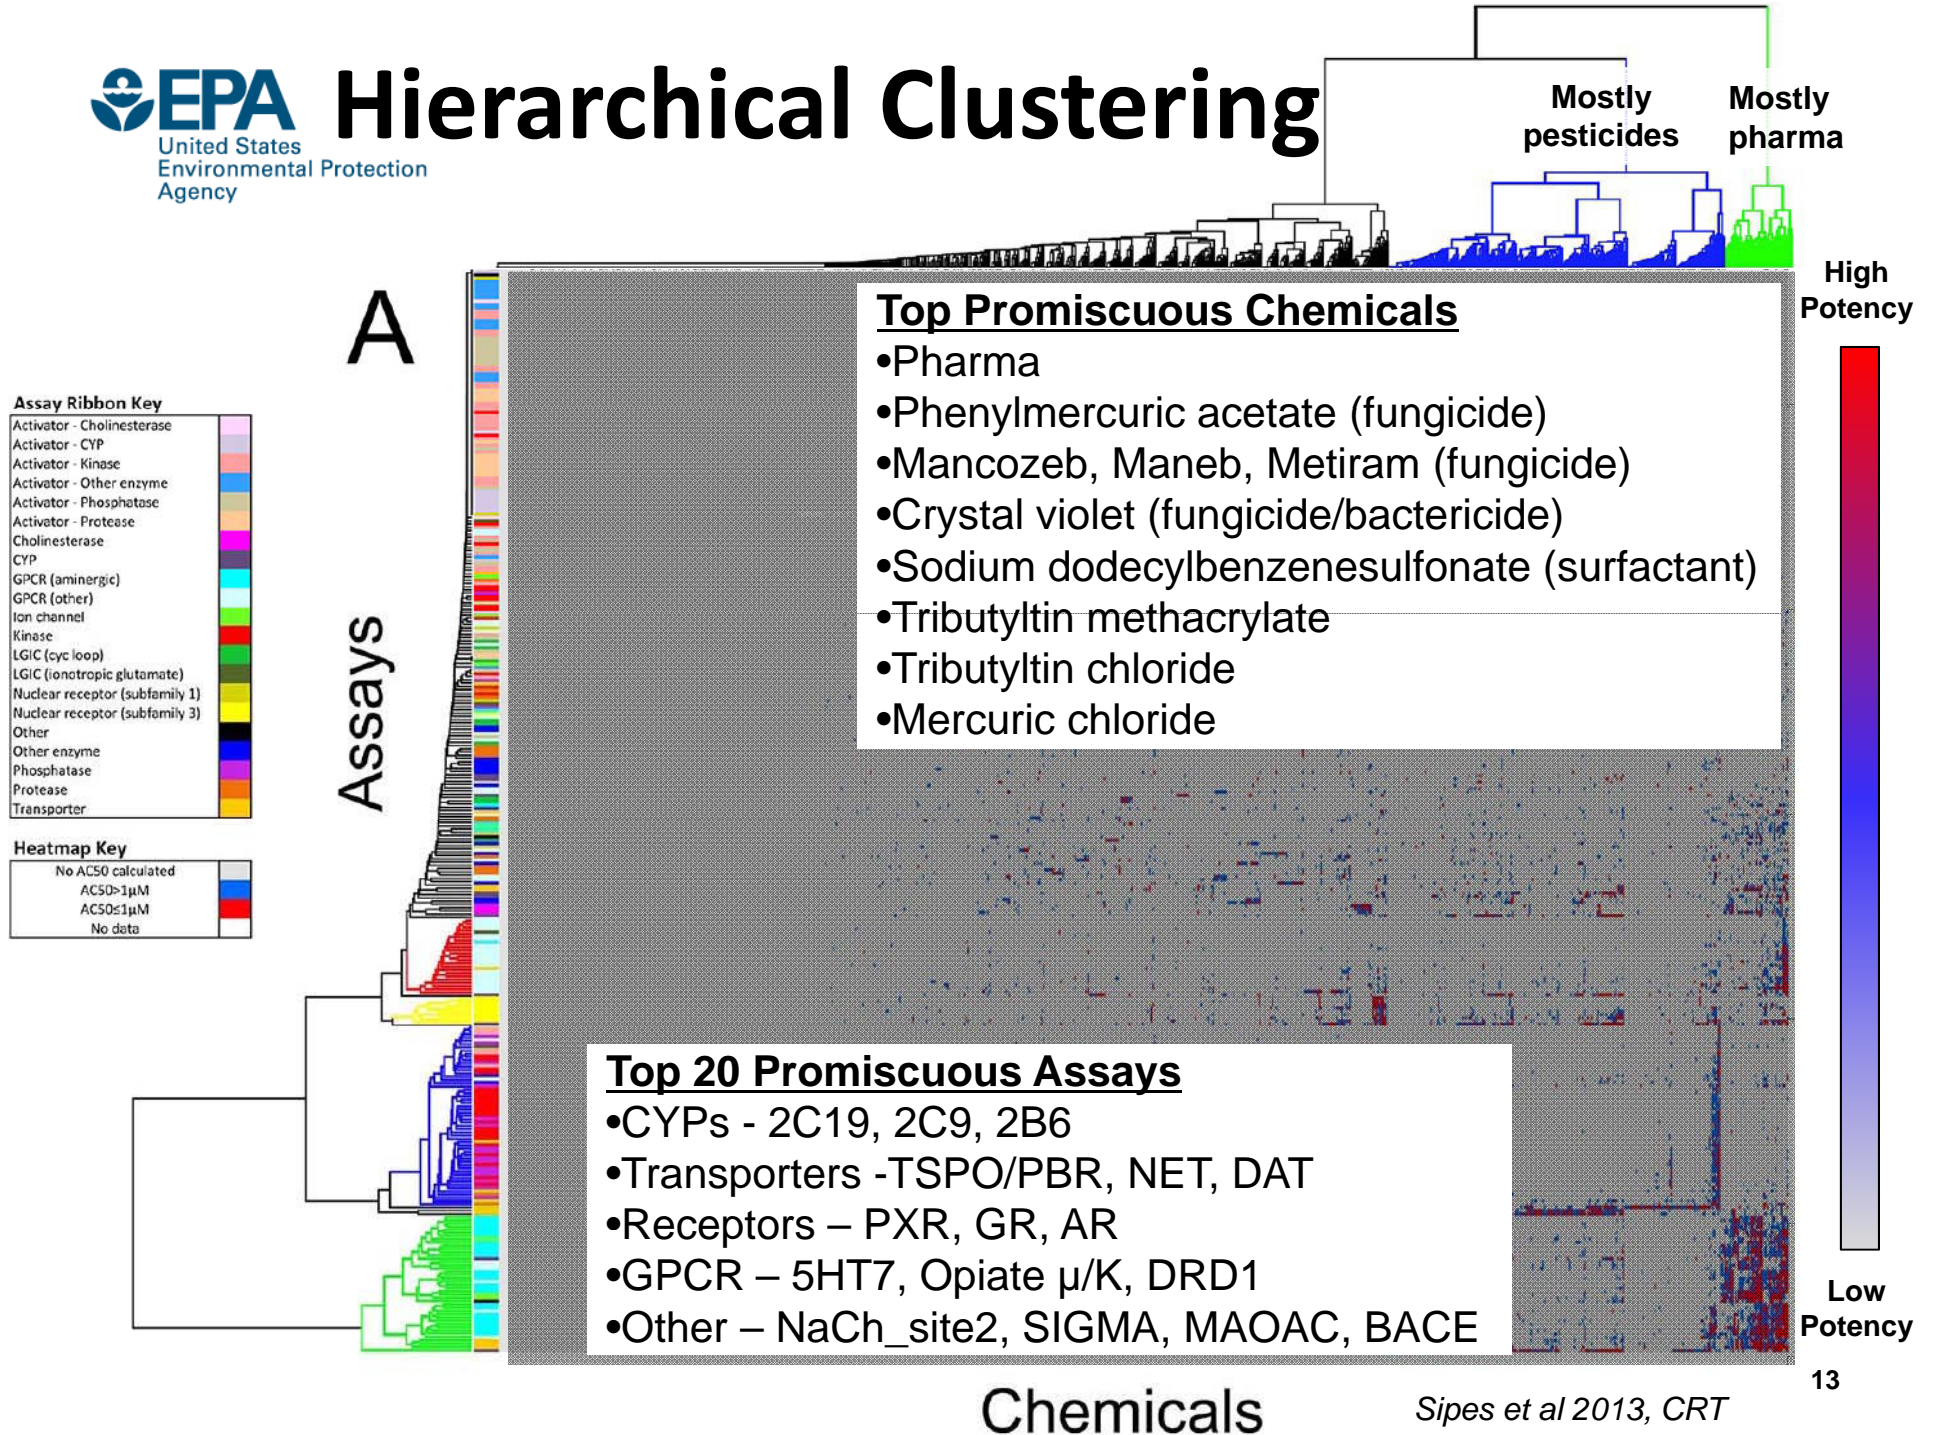 EPA
United States
Environmental Protection
Agency
Hierarchical Clustering
Mostly
pesticides
Mostly
pharma
High
Potency
A
Assays
Assay Ribbon Key
Activator - Cholinesterase
Activator - CYP
Activator - Kinase
Activator - Other enzyme
Activator - Phosphatase
Activator - Protease
Cholinesterase
CYP
GPCR (aminergic)
GPCR (other)
Ion channel
Kinase
LGIC (cyc loop)
LGIC (ionotropic glutamate)
Nuclear receptor (subfamily 1)
Nuclear receptor (subfamily 3)
Other
Other enzyme
Phosphatase
Protease
Transporter
Heatmap Key
No AC50 calculated
AC50>1µM
AC50≤1µM
No data
Top Promiscuous Chemicals
•Pharma
•Phenylmercuric acetate (fungicide)
•Mancozeb, Maneb, Metiram (fungicide)
•Crystal violet (fungicide/bactericide)
•Sodium dodecylbenzenesulfonate (surfactant)
•Tributyltin methacrylate
•Tributyltin chloride
•Mercuric chloride
Top 20 Promiscuous Assays
•CYPs - 2C19, 2C9, 2B6
•Transporters -TSPO/PBR, NET, DAT
•Receptors – PXR, GR, AR
•GPCR – 5HT7, Opiate µ/K, DRD1
•Other – NaCh_site2, SIGMA, MAOAC, BACE
Low
Potency
13
Chemicals
Sipes et al 2013, CRT